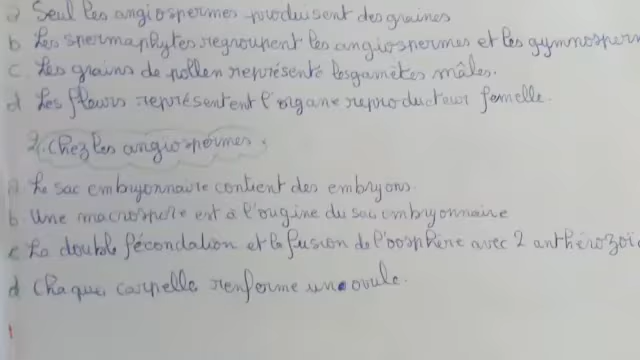 a Seul les angiospermes produisent des graines
b Les spermaphytes regroupent les angiospermes et les gymnosperm
c. Les grains de pollen représenté les gamètes mâles.
d Les fleurs représentent l'organe reproducteur femelle.
2. Chez les angiospermes,
a. Le sac embryonnaire contient des embryons.
b. Une macrospore est à l'origine du sac embryonnaire
c La double fécondation et la fusion de l'oosphère avec 2 anthérozoï
d Chaque carpelle renferme un ovule.